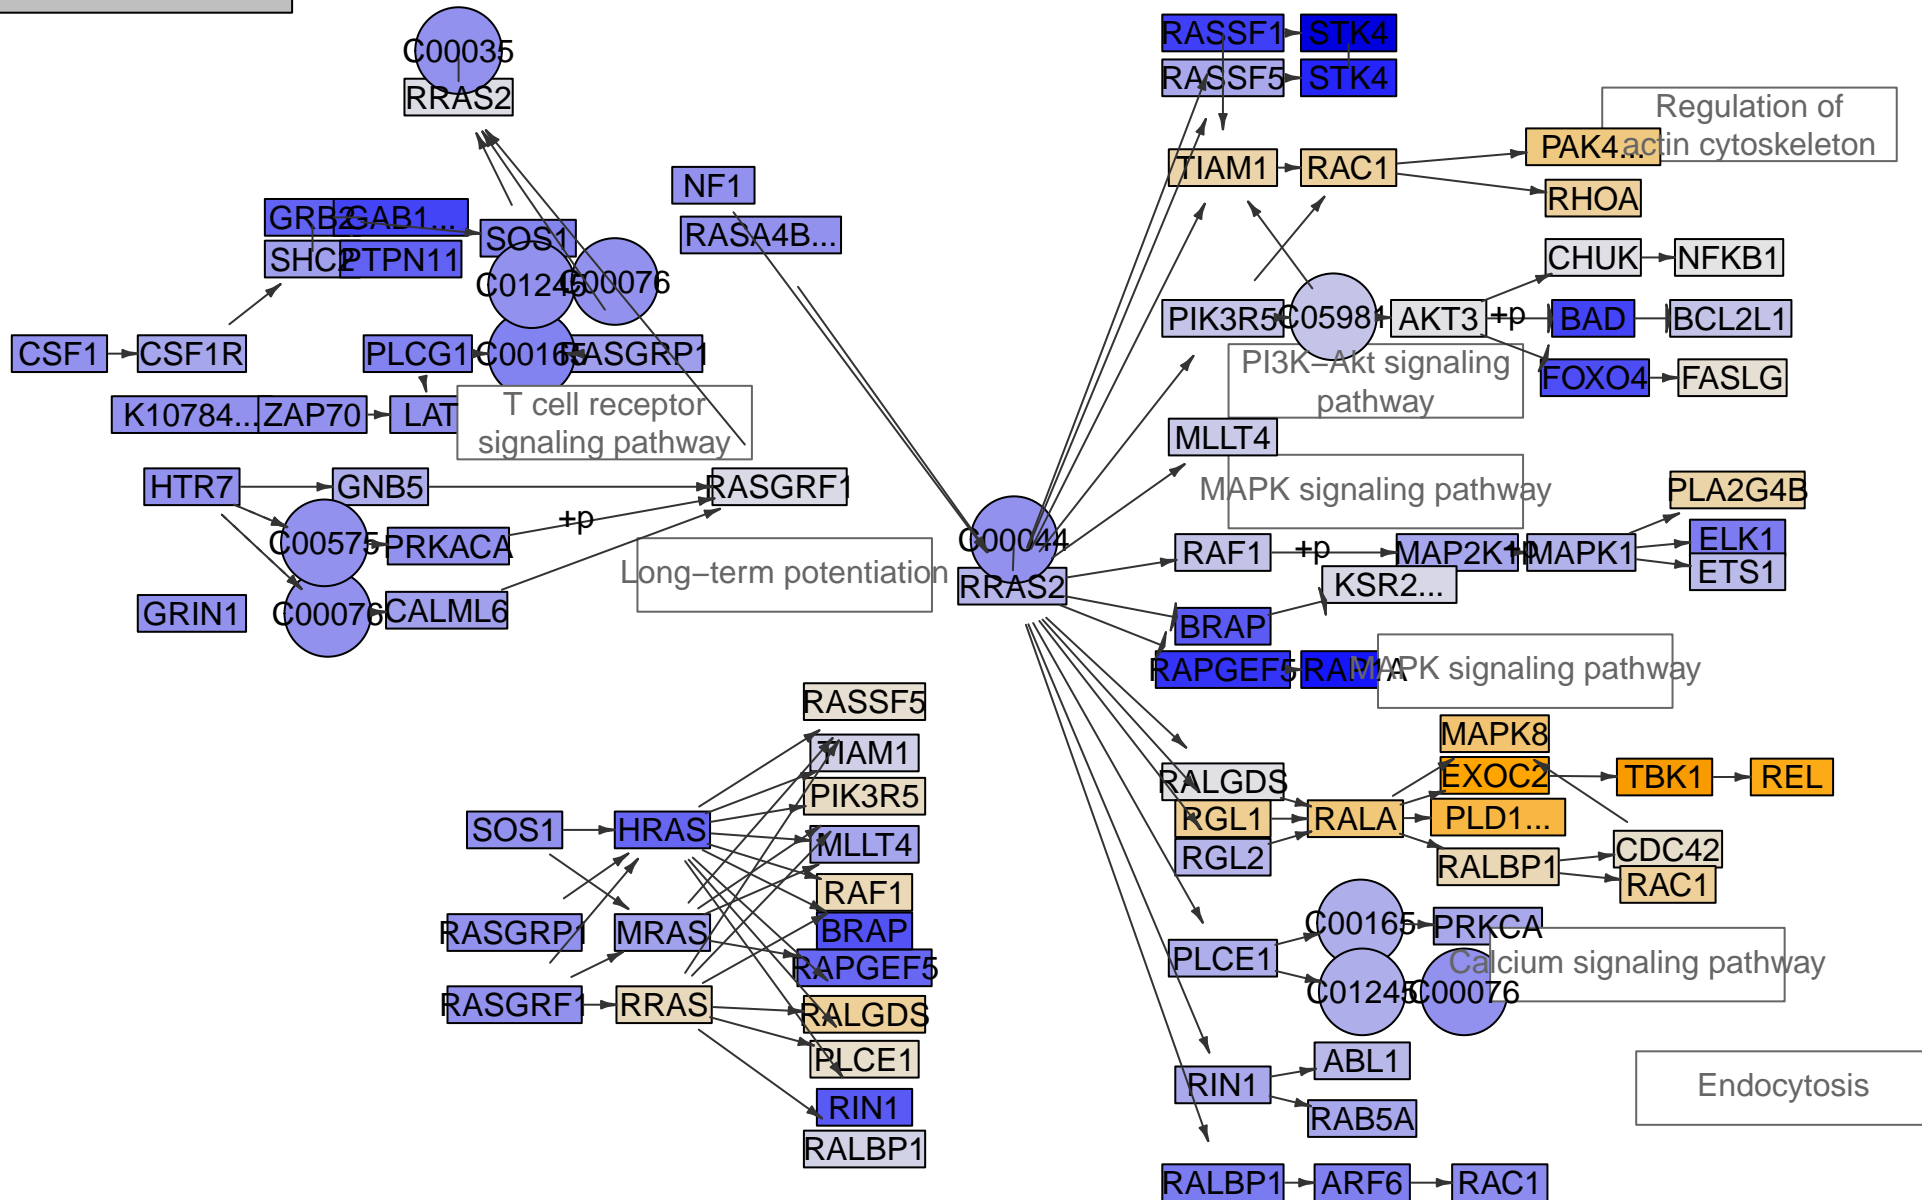 C00035
RRAS2
NF1
RASA4B...
GRB2
GAB1...
SHC2
PTPN11
SOS1
C01245
C00076
CSF1
CSF1R
PLCG1
C00165
RASGRP1
K10784...
ZAP70
LAT
T cell receptor
signaling pathway
HTR7
GNB5
RASGRF1
C00575
PRKACA
+p
GRIN1
C00076
CALML6
Long–term potentiation
C00044
RRAS2
RASSF1
STK4
RASSF5
STK4
Regulation of
actin cytoskeleton
PAK4...
TIAM1
RAC1
RHOA
CHUK
NFKB1
PIK3R5
C05981
AKT3
+p
BAD
BCL2L1
PI3K–Akt signaling
pathway
FOXO4
FASLG
MLLT4
MAPK signaling pathway
PLA2G4B
RAF1
+p
MAP2K1
+p
MAPK1
ELK1
ETS1
KSR2...
BRAP
RAPGEF5
RAP1A
MAPK signaling pathway
RASSF5
TIAM1
PIK3R5
SOS1
HRAS
MLLT4
RAF1
RASGRP1
MRAS
BRAP
RAPGEF5
RASGRF1
RRAS
RALGDS
PLCE1
RIN1
RALBP1
MAPK8
RALGDS
EXOC2
TBK1
REL
RGL1
RALA
PLD1...
RGL2
RALBP1
CDC42
RAC1
C00165
PRKCA
PLCE1
Calcium signaling pathway
C01245
C00076
ABL1
RIN1
RAB5A
Endocytosis
RALBP1
ARF6
RAC1